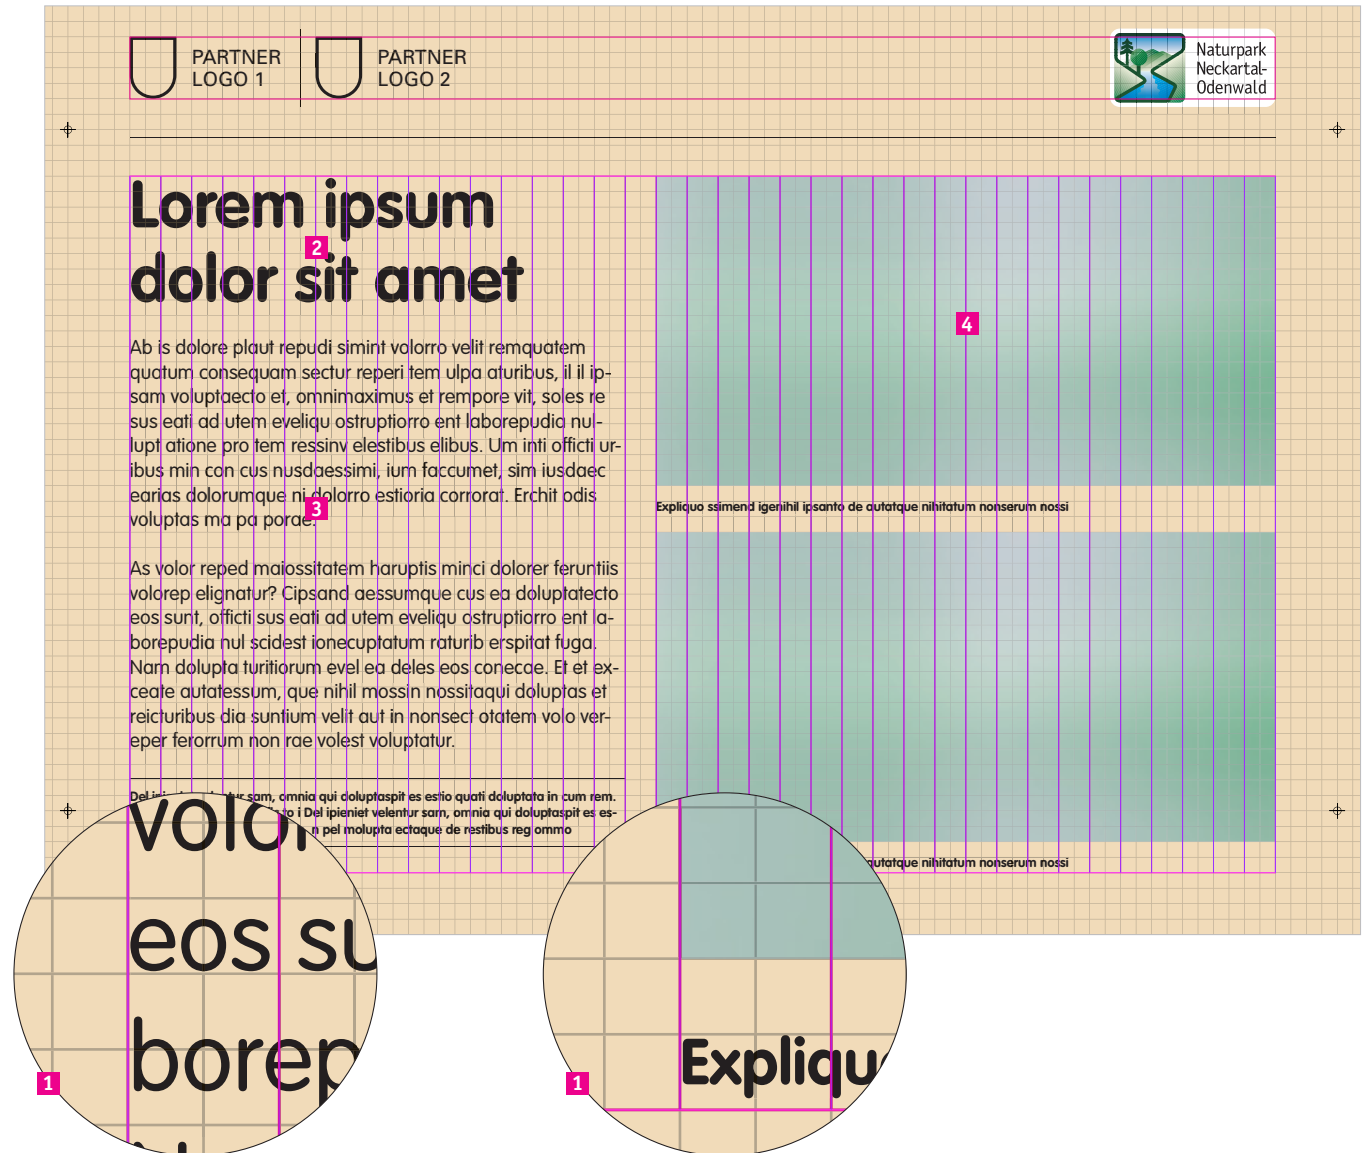 PARTNER
LOGO 1
PARTNER
LOGO 2
Naturpark
Neckartal-
Odenwald
Lorem ipsum
2
dolor sit amet
4
Ab is dolore plaut repudi simint volorro velit remquatem
quatum consequam sectur reperi tem ulpa aturibus, il il ip-
sam voluptaecto et, omnimaximus et rempore vit, soles re
sus eati ad utem eveliqu ostruptiorro ent laborepudia nul-
lupt atione pro tem ressinv elestibus elibus. Um inti officti ur-
ibus min con cus nusdaessimi, ium faccumet, sim iusdaec
earias dolorumque ni dolorro estioria corrorat. Erchit odis
3
voluptas ma pa porae.
Expliquo ssimend igenihil ipsanto de autatque nihitatum nonserum nossi
As volor reped maiossitatem haruptis minci dolorer feruntiis
volorep elignatur? Cipsand aessumque cus ea doluptatecto
eos sunt, officti sus eati ad utem eveliqu ostruptiorro ent la-
borepudia nul scidest ionecuptatum raturib erspitat fuga.
Nam dolupta turitiorum evel ea deles eos conecae. Et et ex-
ceate autatessum, que nihil mossin nossitaqui doluptas et
reicturibus dia suntium velit aut in nonsect otatem volo ver-
eper ferorrum non rae volest voluptatur.
sam, omnia qui doluptaspit es estio quati doluptata in cum rem.
to i Del ipieniet velentur sam, omnia qui doluptaspit es es-
n pel molupta ectaque de restibus reg ommo
autatque nihitatum nonserum nossi
volor
eos su
borep
1
Expliquo
1